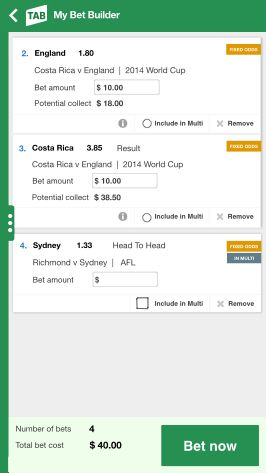 TAB My Bet Builder
2. England 1.80 FIXED ODDS
Costa Rica v England | 2014 World Cup
Bet amount $ 10.00
Potential collect $ 18.00
Include in Multi Remove
3. Costa Rica 3.85 Result FIXED ODDS
Costa Rica v England | 2014 World Cup
Bet amount $ 10.00
Potential collect $ 38.50
Include in Multi Remove
4. Sydney 1.33 Head To Head FIXED ODDS
IN MULTI
Richmond v Sydney | AFL
Bet amount $
Include in Multi Remove
Number of bets 4
Total bet cost $ 40.00
Bet now